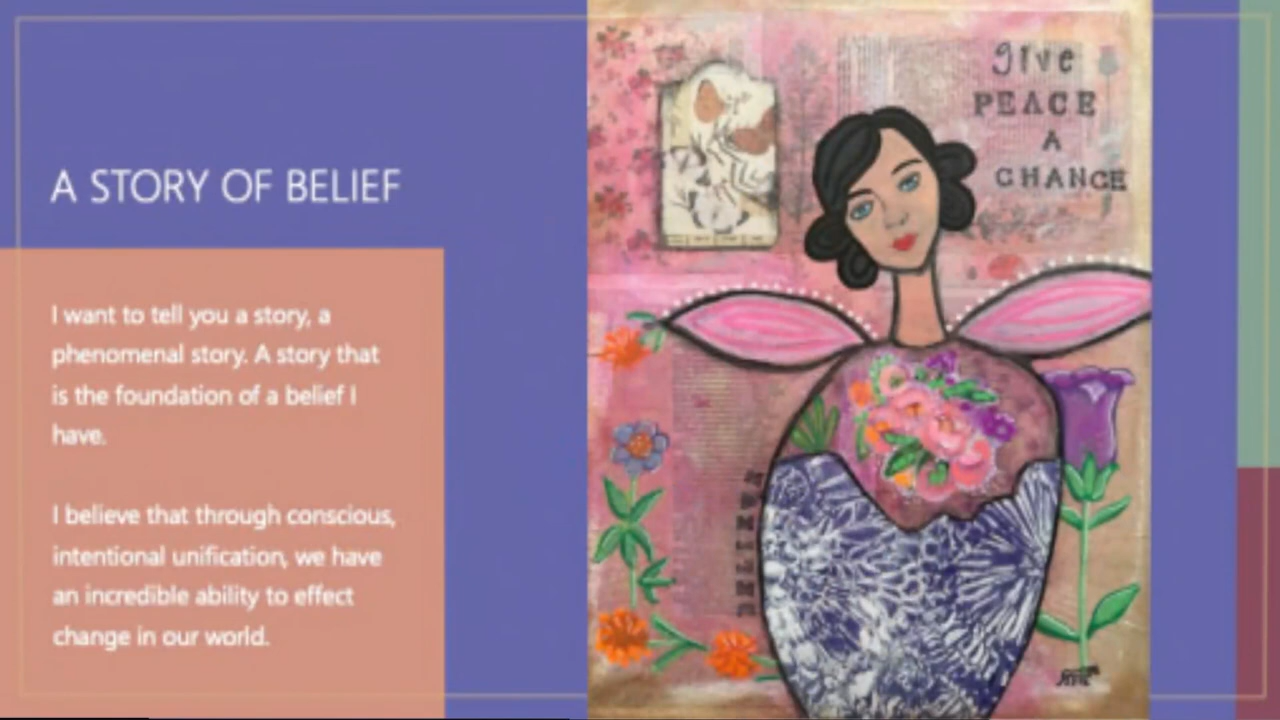 A STORY OF BELIEF
I want to tell you a story, a
phenomenal story. A story that
is the foundation of a belief I
have.
I believe that through conscious,
intentional unification, we have
an incredible ability to effect
change in our world.
give
PEACE
A
CHANCE
BELIEVE